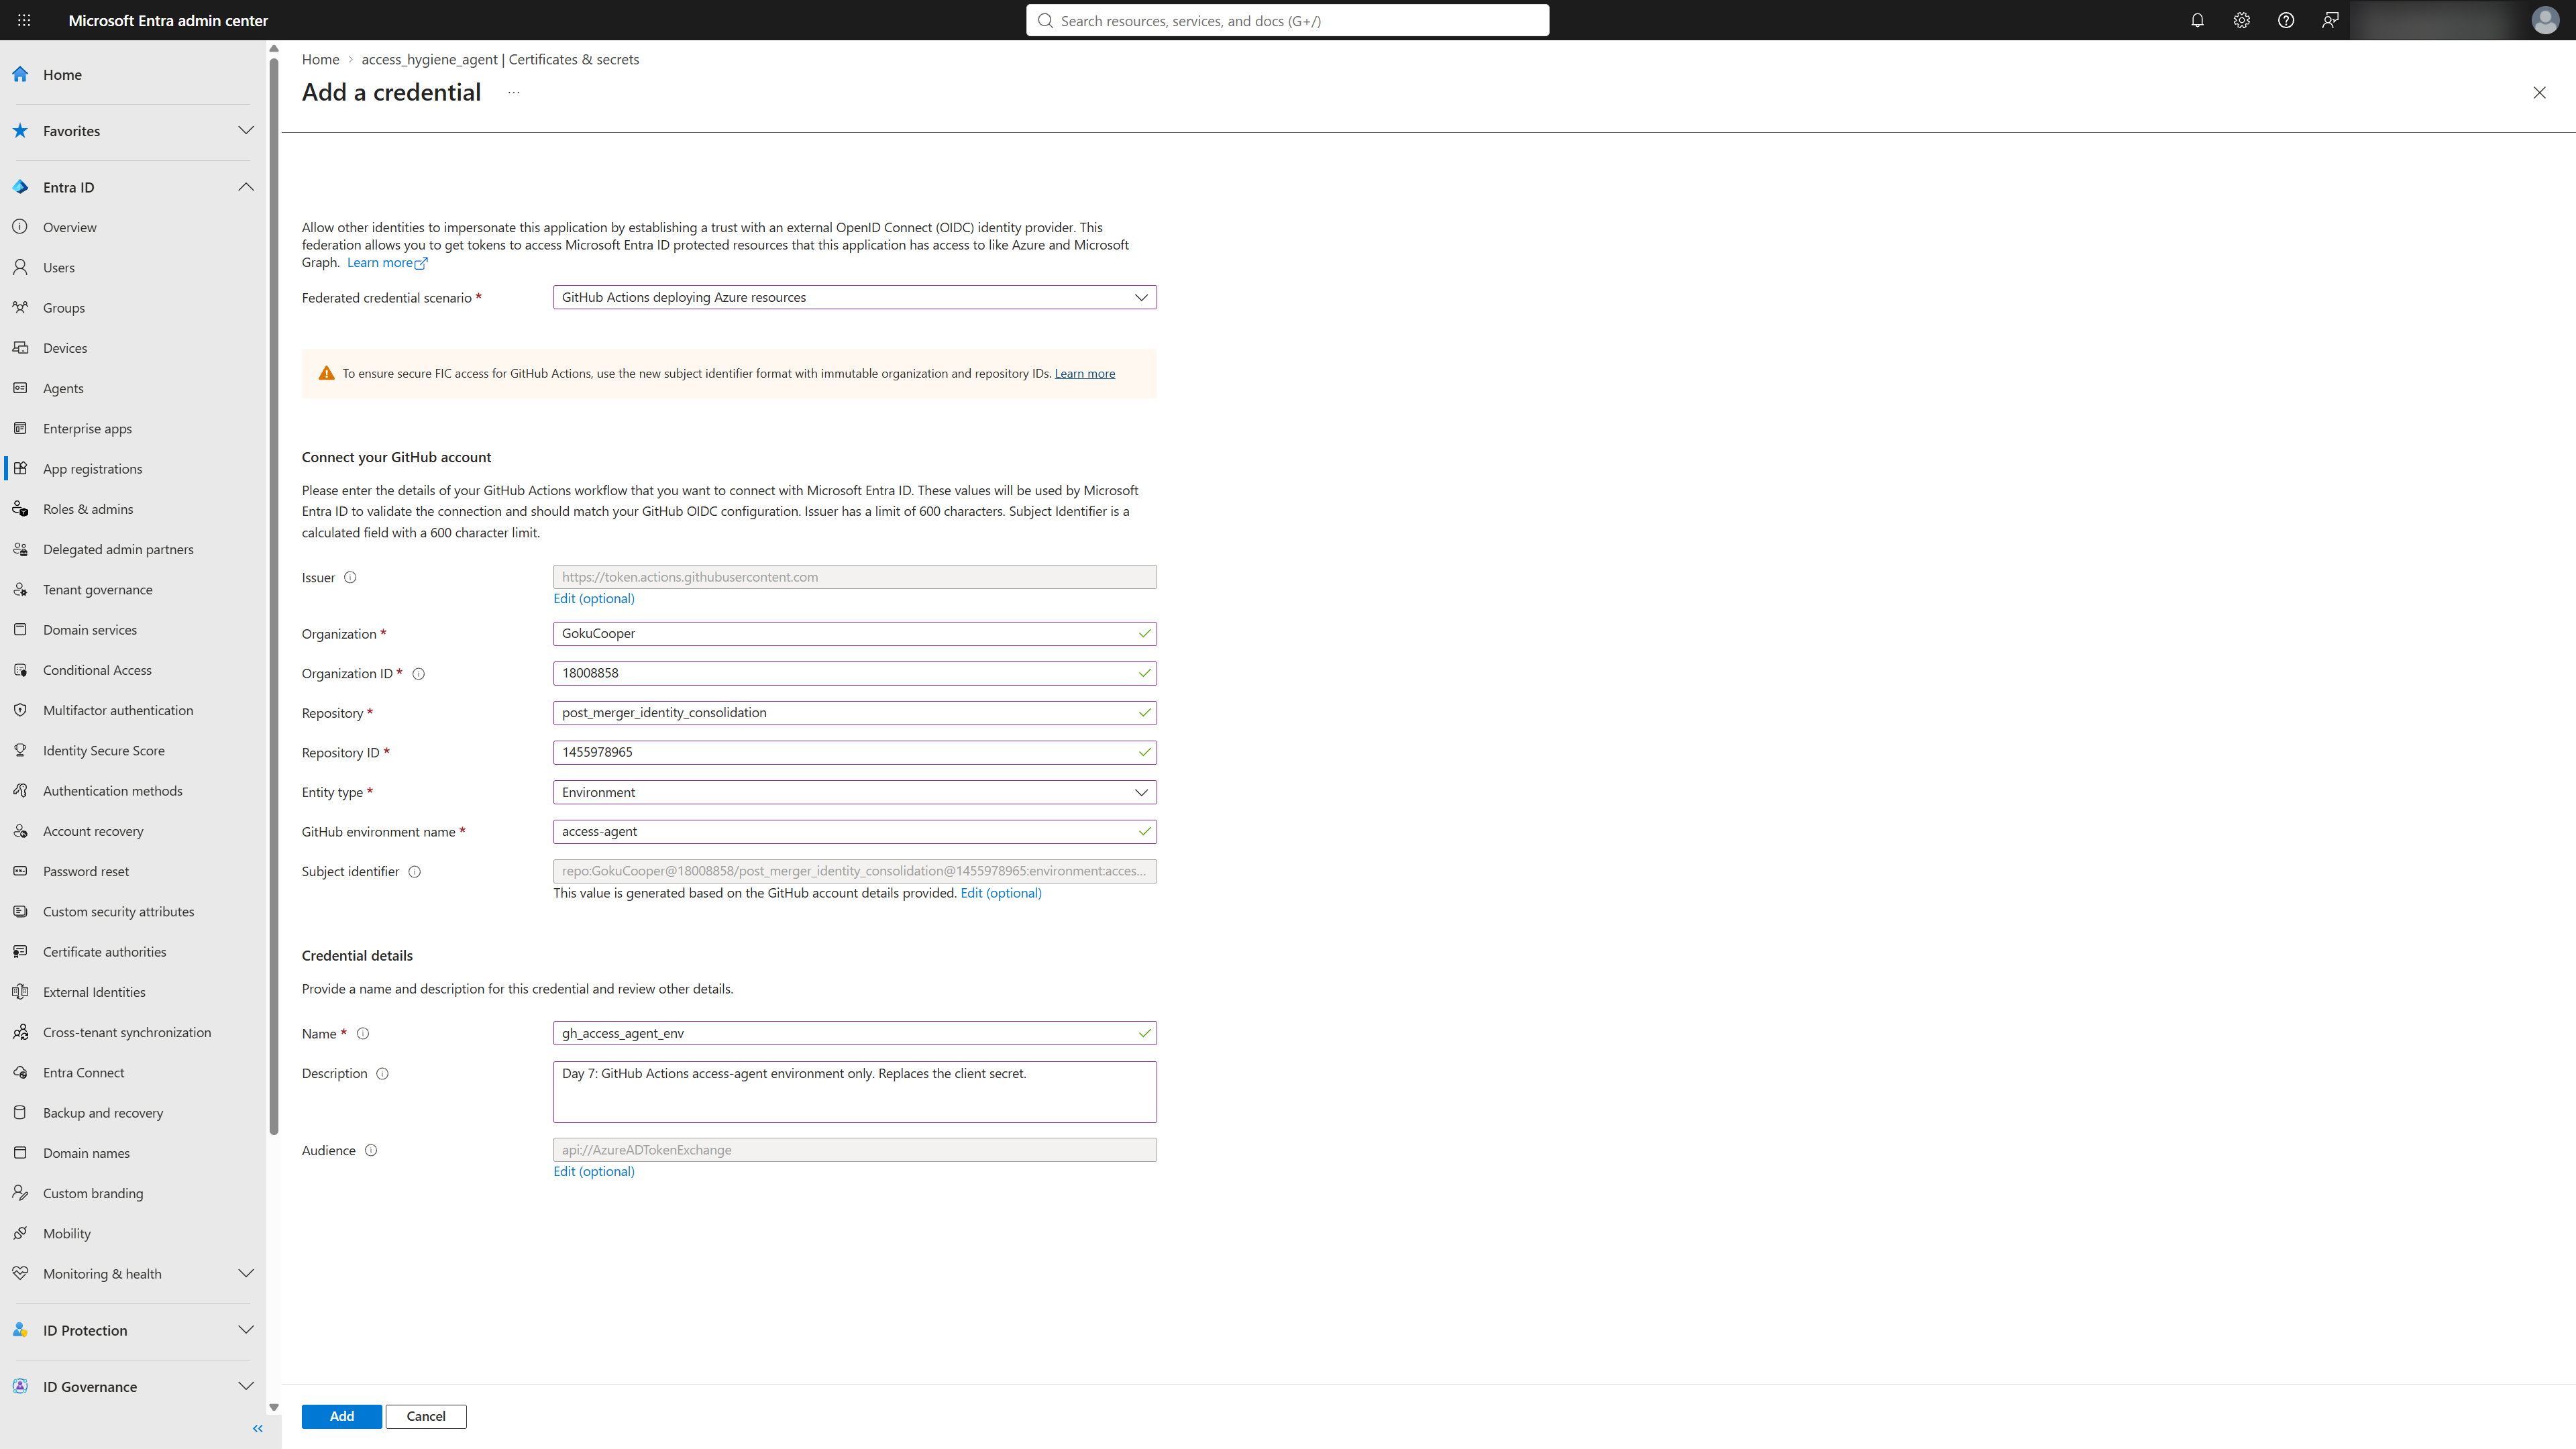 Microsoft Entra admin center
Search resources, services, and docs (G+/)
Home
Favorites
Entra ID
Overview
Users
Groups
Devices
Agents
Enterprise apps
App registrations
Roles & admins
Delegated admin partners
Tenant governance
Domain services
Conditional Access
Multifactor authentication
Identity Secure Score
Authentication methods
Account recovery
Password reset
Custom security attributes
Certificate authorities
External Identities
Cross-tenant synchronization
Entra Connect
Backup and recovery
Domain names
Custom branding
Mobility
Monitoring & health
ID Protection
ID Governance
Home > access_hygiene_agent | Certificates & secrets
Add a credential ...
Allow other identities to impersonate this application by establishing a trust with an external OpenID Connect (OIDC) identity provider. This
federation allows you to get tokens to access Microsoft Entra ID protected resources that this application has access to like Azure and Microsoft
Graph. Learn more
Federated credential scenario * GitHub Actions deploying Azure resources
To ensure secure FIC access for GitHub Actions, use the new subject identifier format with immutable organization and repository IDs. Learn more
Connect your GitHub account
Please enter the details of your GitHub Actions workflow that you want to connect with Microsoft Entra ID. These values will be used by Microsoft
Entra ID to validate the connection and should match your GitHub OIDC configuration. Issuer has a limit of 600 characters. Subject Identifier is a
calculated field with a 600 character limit.
Issuer https://token.actions.githubusercontent.com
Edit (optional)
Organization * GokuCooper
Organization ID * 18008858
Repository * post_merger_identity_consolidation
Repository ID * 1455978965
Entity type * Environment
GitHub environment name * access-agent
Subject identifier repo:GokuCooper@18008858/post_merger_identity_consolidation@1455978965:environment:acces...
This value is generated based on the GitHub account details provided. Edit (optional)
Credential details
Provide a name and description for this credential and review other details.
Name * gh_access_agent_env
Description Day 7: GitHub Actions access-agent environment only. Replaces the client secret.
Audience api://AzureADTokenExchange
Edit (optional)
Add Cancel